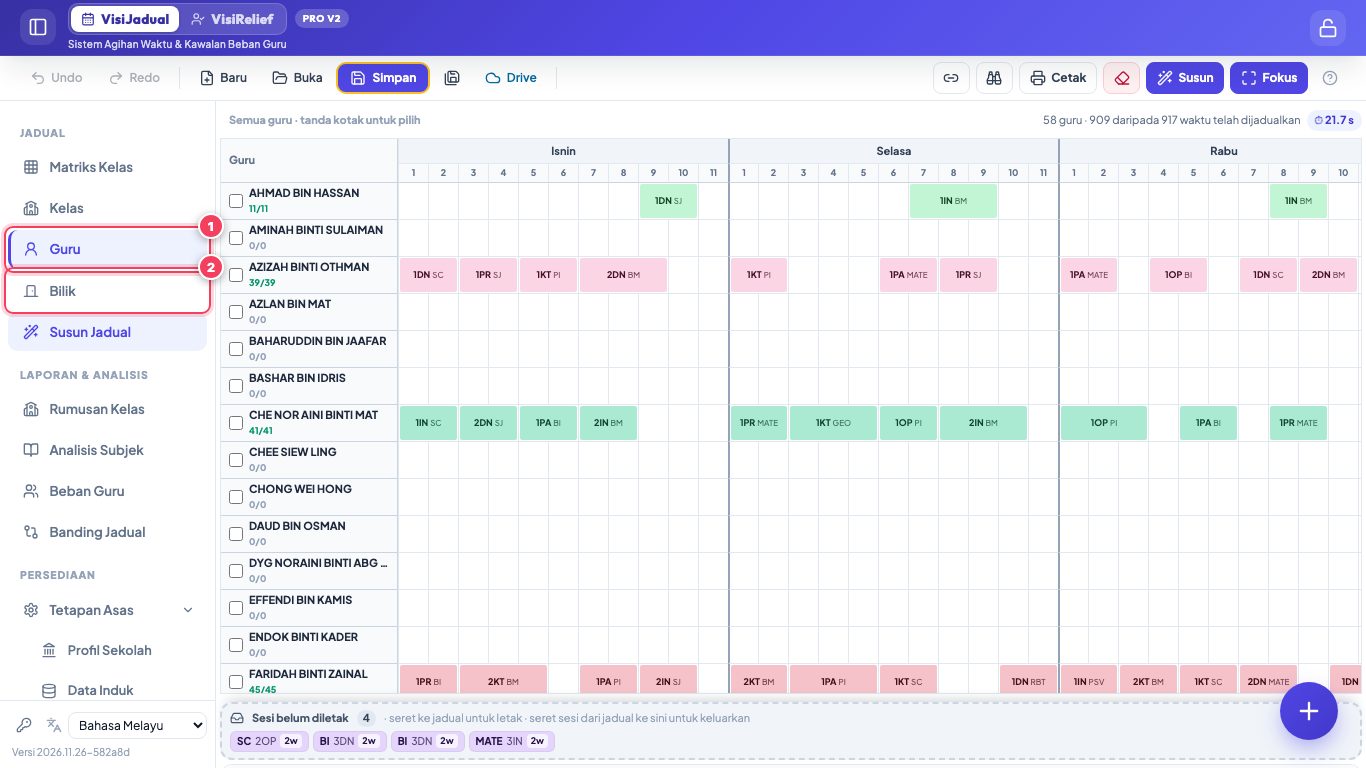 VisiJadual VisiRelief PRO V2
Sistem Agihan Waktu & Kawalan Beban Guru
Undo Redo Baru Buka Simpan Drive Cetak Susun Fokus
JADUAL
Matriks Kelas
Kelas
1
Guru
2
Bilik
Susun Jadual
LAPORAN & ANALISIS
Rumusan Kelas
Analisis Subjek
Beban Guru
Banding Jadual
PERSEDIAAN
Tetapan Asas
Profil Sekolah
Data Induk
Bahasa Melayu
Versi 2026.11.26-582a8d
Semua guru · tanda kotak untuk pilih
58 guru · 909 daripada 917 waktu telah dijadualkan 21.7 s
Guru Isnin Selasa Rabu
1 2 3 4 5 6 7 8 9 10 11 1 2 3 4 5 6 7 8 9 10 11 1 2 3 4 5 6 7 8 9 10
AHMAD BIN HASSAN
11/11
1DN SJ 1IN BM 1IN BM
AMINAH BINTI SULAIMAN
0/0
AZIZAH BINTI OTHMAN
39/39
1DN SC 1PR SJ 1KT PI 2DN BM 1KT PI 1PA MATE 1PR SJ 1PA MATE 1OP BI 1DN SC 2DN BM
AZLAN BIN MAT
0/0
BAHARUDDIN BIN JAAFAR
0/0
BASHAR BIN IDRIS
0/0
CHE NOR AINI BINTI MAT
41/41
1IN SC 2DN SJ 1PA BI 2IN BM 1PR MATE 1KT GEO 1OP PI 2IN BM 1OP PI 1PA BI 1PR MATE
CHEE SIEW LING
0/0
CHONG WEI HONG
0/0
DAUD BIN OSMAN
0/0
DYG NORAINI BINTI ABG ...
0/0
EFFENDI BIN KAMIS
0/0
ENDOK BINTI KADER
0/0
FARIDAH BINTI ZAINAL
45/45
1PR BI 2KT BM 1PA PI 2IN SJ 2KT BM 1PA PI 1KT SC 1DN RBT 1IN PSV 2KT BM 1KT SC 2DN MATE 1DN
Sesi belum diletak 4 · seret ke jadual untuk letak · seret sesi dari jadual ke sini untuk keluarkan
SC 2OP 2w BI 3DN 2w BI 3DN 2w MATE 3IN 2w